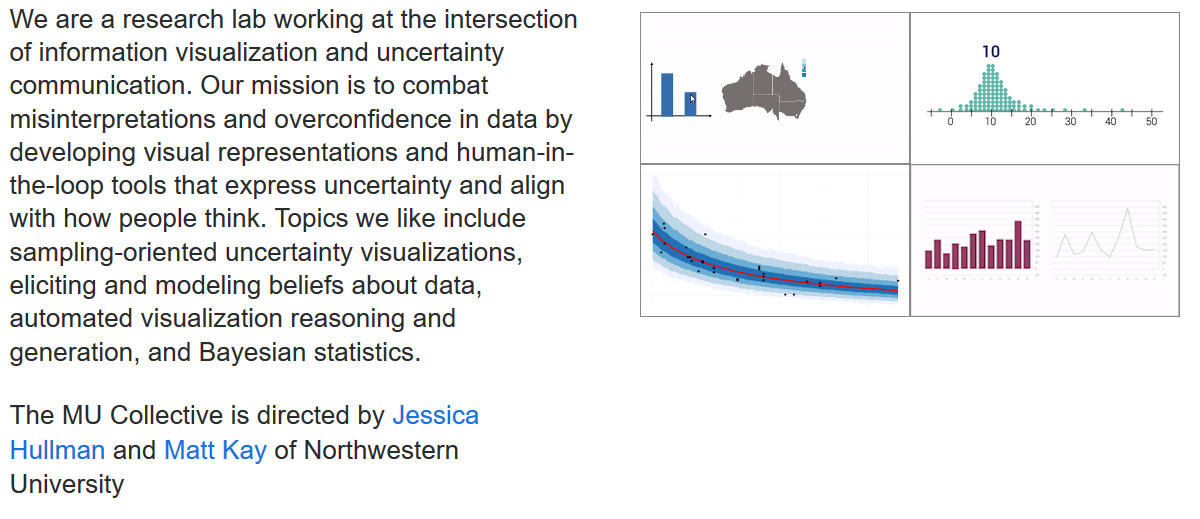 We are a research lab working at the intersection
of information visualization and uncertainty
communication. Our mission is to combat
misinterpretations and overconfidence in data by
developing visual representations and human-in-
the-loop tools that express uncertainty and align
with how people think. Topics we like include
sampling-oriented uncertainty visualizations,
eliciting and modeling beliefs about data,
automated visualization reasoning and
generation, and Bayesian statistics.
The MU Collective is directed by Jessica
Hullman and Matt Kay of Northwestern
University
10
0 10 20 30 40 50